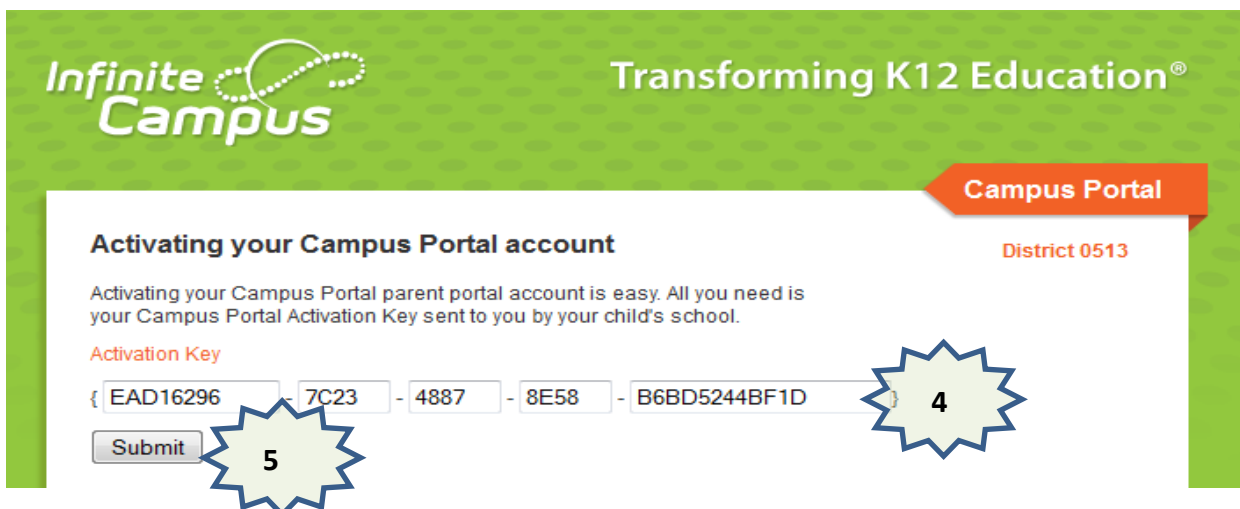 Infinite
Campus
Transforming K12 Education®
Campus Portal
Activating your Campus Portal account
District 0513
Activating your Campus Portal parent portal account is easy. All you need is
your Campus Portal Activation Key sent to you by your child's school.
Activation Key
{ EAD16296 - 7C23 - 4887 - 8E58 - B6BD5244BF1D } 4
Submit 5